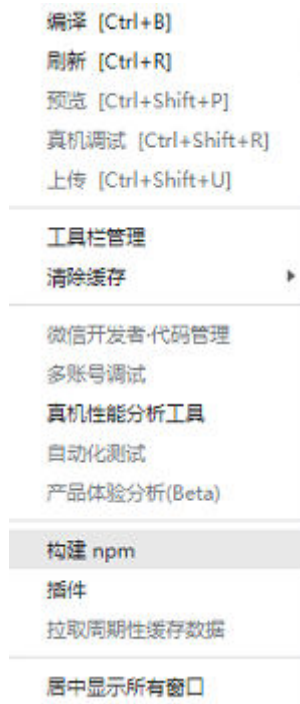 编译 [Ctrl+B]
刷新 [Ctrl+R]
预览 [Ctrl+Shift+P]
真机调试 [Ctrl+Shift+R]
上传 [Ctrl+Shift+U]
工具栏管理
清除缓存
微信开发者·代码管理
多账号调试
真机性能分析工具
自动化测试
产品体验分析(Beta)
构建 npm
插件
拉取周期性缓存数据
居中显示所有窗口